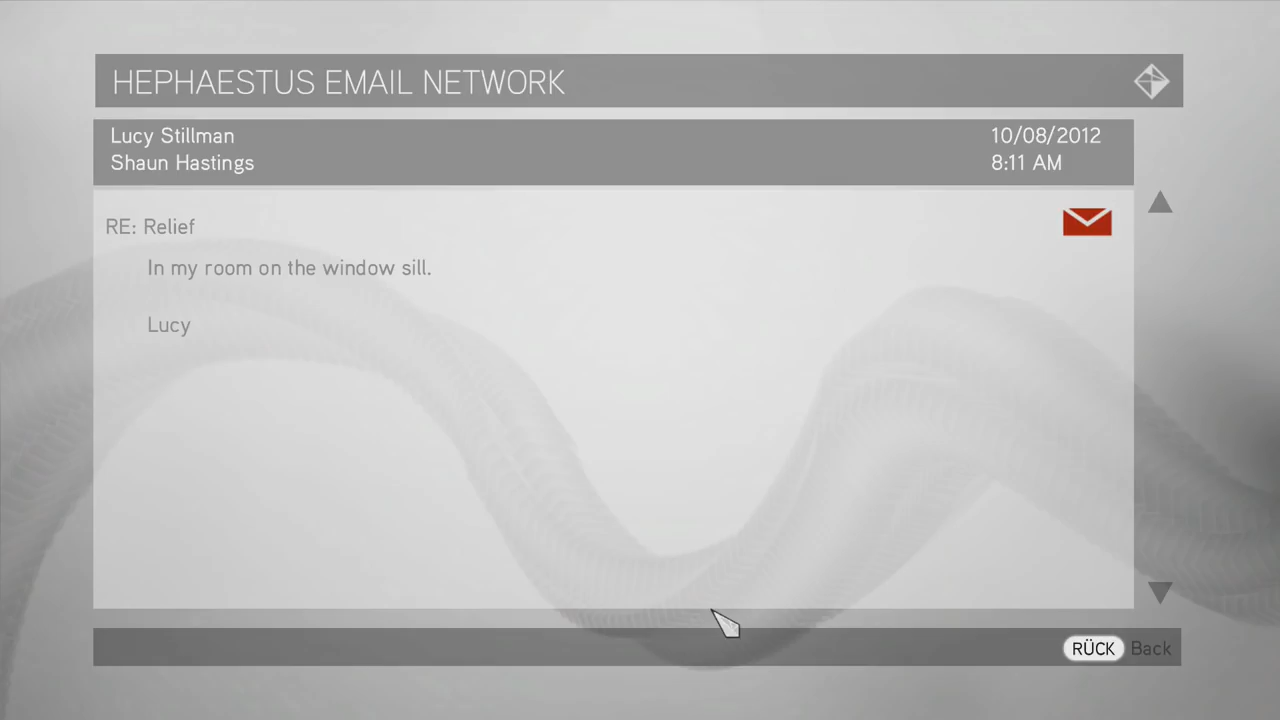 HEPHAESTUS EMAIL NETWORK
Lucy Stillman
10/08/2012
Shaun Hastings
8:11 AM
RE: Relief
In my room on the window sill.
Lucy
RÜCK Back